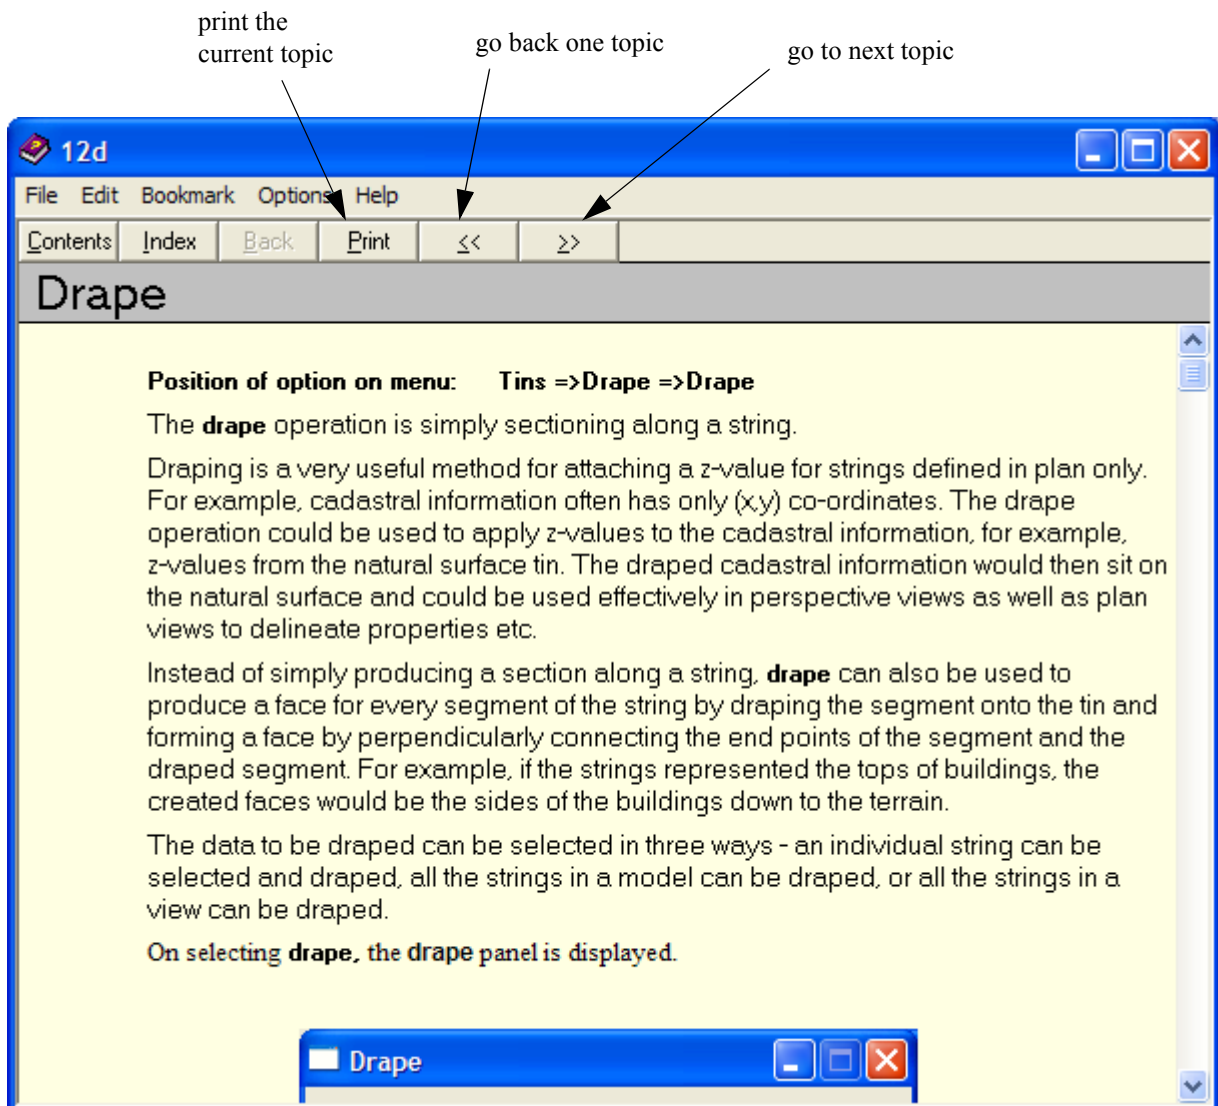 print the
current topic
go back one topic
go to next topic
12d
File Edit Bookmark Options Help
Contents Index Back Print << >>
Drape
Position of option on menu: Tins =>Drape =>Drape
The drape operation is simply sectioning along a string.
Draping is a very useful method for attaching a z-value for strings defined in plan only.
For example, cadastral information often has only (x,y) co-ordinates. The drape
operation could be used to apply z-values to the cadastral information, for example,
z-values from the natural surface tin. The draped cadastral information would then sit on
the natural surface and could be used effectively in perspective views as well as plan
views to delineate properties etc.
Instead of simply producing a section along a string, drape can also be used to
produce a face for every segment of the string by draping the segment onto the tin and
forming a face by perpendicularly connecting the end points of the segment and the
draped segment. For example, if the strings represented the tops of buildings, the
created faces would be the sides of the buildings down to the terrain.
The data to be draped can be selected in three ways - an individual string can be
selected and draped, all the strings in a model can be draped, or all the strings in a
view can be draped.
On selecting drape, the drape panel is displayed.
Drape